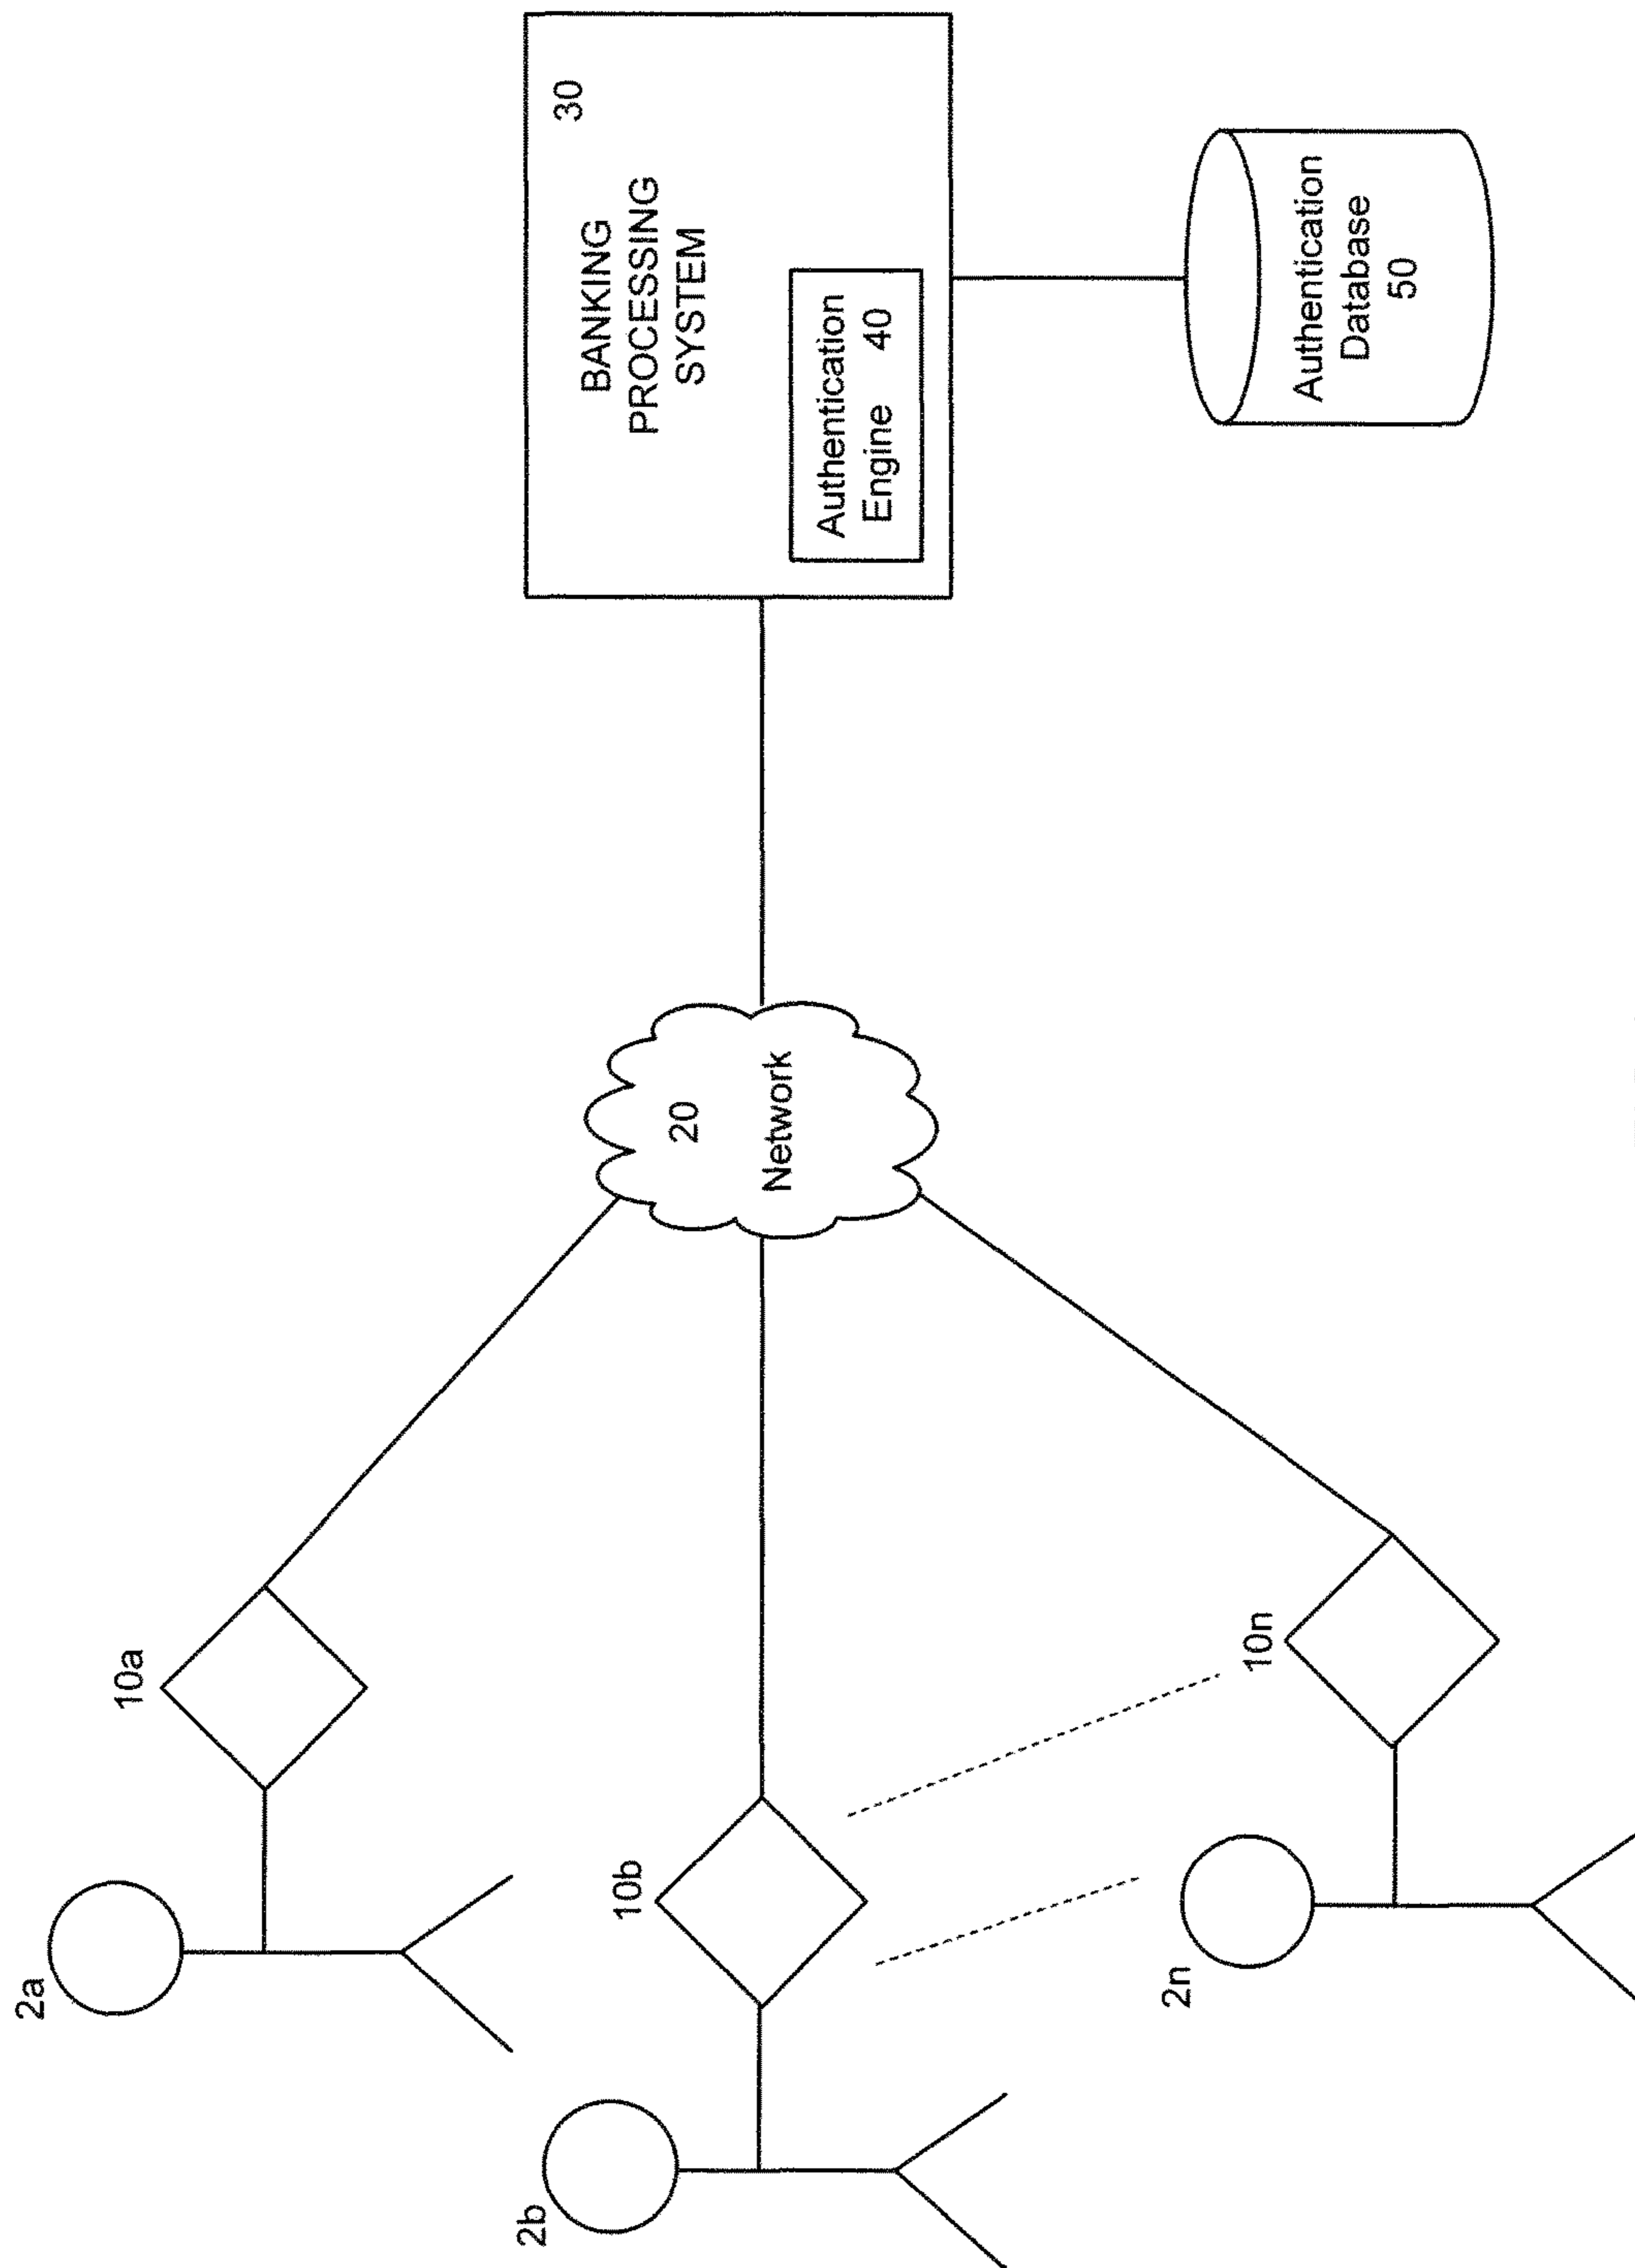 2a
10a
2b
10b
2n
10n
20
Network
30
BANKING
PROCESSING
SYSTEM
Authentication
Engine 40
Authentication
Database
50